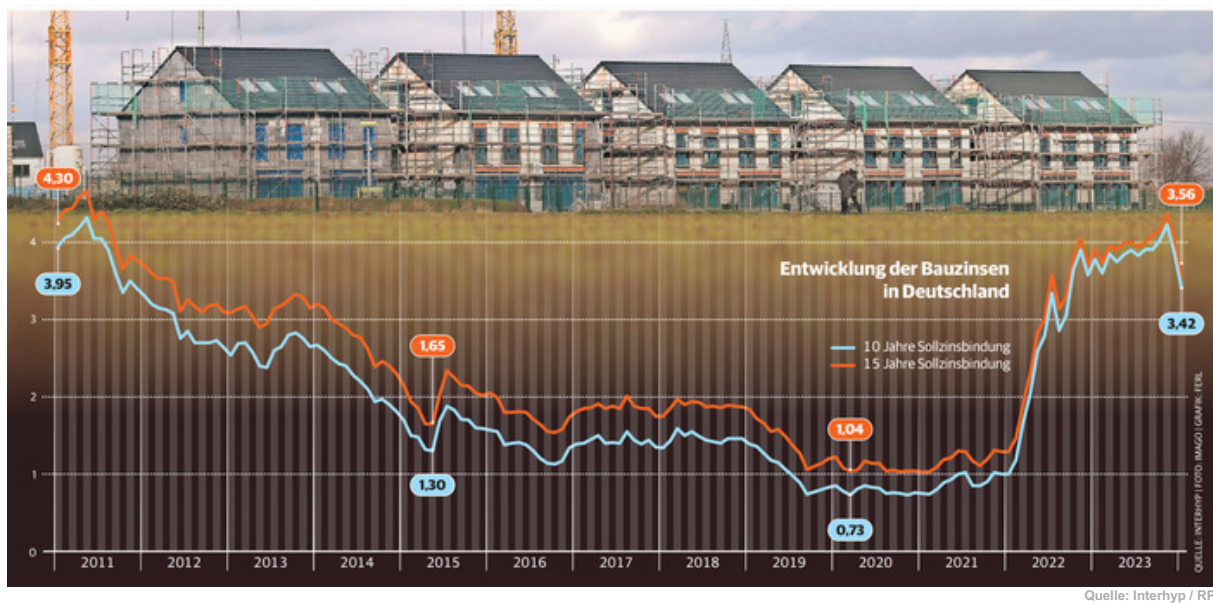 4,30
3,56
4
3,95
Entwicklung der Bauzinsen
in Deutschland
3,42
3
1,65
10 Jahre Sollzinsbindung
15 Jahre Sollzinsbindung
2
1,04
1
1,30
0,73
0
2011 2012 2013 2014 2015 2016 2017 2018 2019 2020 2021 2022 2023
QUELLE: INTERHYP | FOTO: IMAGO | GRAFIK: FERL
Quelle: Interhyp / RP